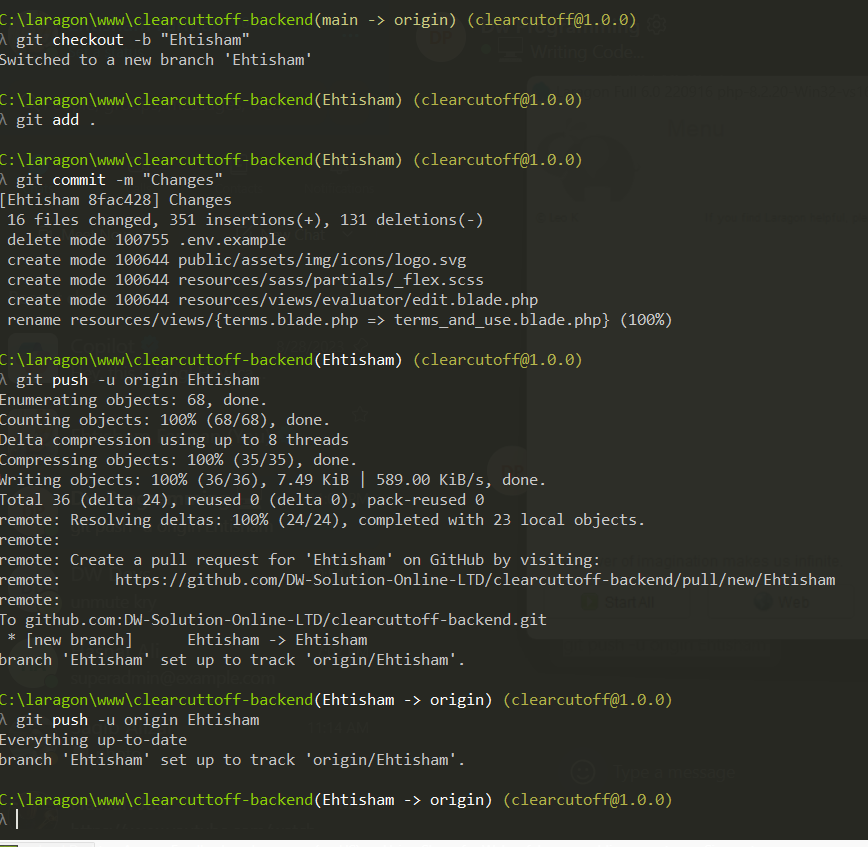 C:\laragon\www\clearcuttoff-backend(main -> origin) (clearcutoff@1.0.0)
λ git checkout -b "Ehtisham"
Switched to a new branch 'Ehtisham'
C:\laragon\www\clearcuttoff-backend(Ehtisham) (clearcutoff@1.0.0)
λ git add .
C:\laragon\www\clearcuttoff-backend(Ehtisham) (clearcutoff@1.0.0)
λ git commit -m "Changes"
[Ehtisham 8fac428] Changes
16 files changed, 351 insertions(+), 131 deletions(-)
delete mode 100755 .env.example
create mode 100644 public/assets/img/icons/logo.svg
create mode 100644 resources/sass/partials/_flex.scss
create mode 100644 resources/views/evaluator/edit.blade.php
rename resources/views/{terms.blade.php => terms_and_use.blade.php} (100%)
C:\laragon\www\clearcuttoff-backend(Ehtisham) (clearcutoff@1.0.0)
λ git push -u origin Ehtisham
Enumerating objects: 68, done.
Counting objects: 100% (68/68), done.
Delta compression using up to 8 threads
Compressing objects: 100% (35/35), done.
Writing objects: 100% (36/36), 7.49 KiB | 589.00 KiB/s, done.
Total 36 (delta 24), reused 0 (delta 0), pack-reused 0
remote: Resolving deltas: 100% (24/24), completed with 23 local objects.
remote:
remote: Create a pull request for 'Ehtisham' on GitHub by visiting:
remote:      https://github.com/DW-Solution-Online-LTD/clearcuttoff-backend/pull/new/Ehtisham
remote:
To github.com:DW-Solution-Online-LTD/clearcuttoff-backend.git
* [new branch]      Ehtisham -> Ehtisham
branch 'Ehtisham' set up to track 'origin/Ehtisham'.
C:\laragon\www\clearcuttoff-backend(Ehtisham -> origin) (clearcutoff@1.0.0)
λ git push -u origin Ehtisham
Everything up-to-date
branch 'Ehtisham' set up to track 'origin/Ehtisham'.
C:\laragon\www\clearcuttoff-backend(Ehtisham -> origin) (clearcutoff@1.0.0)
λ